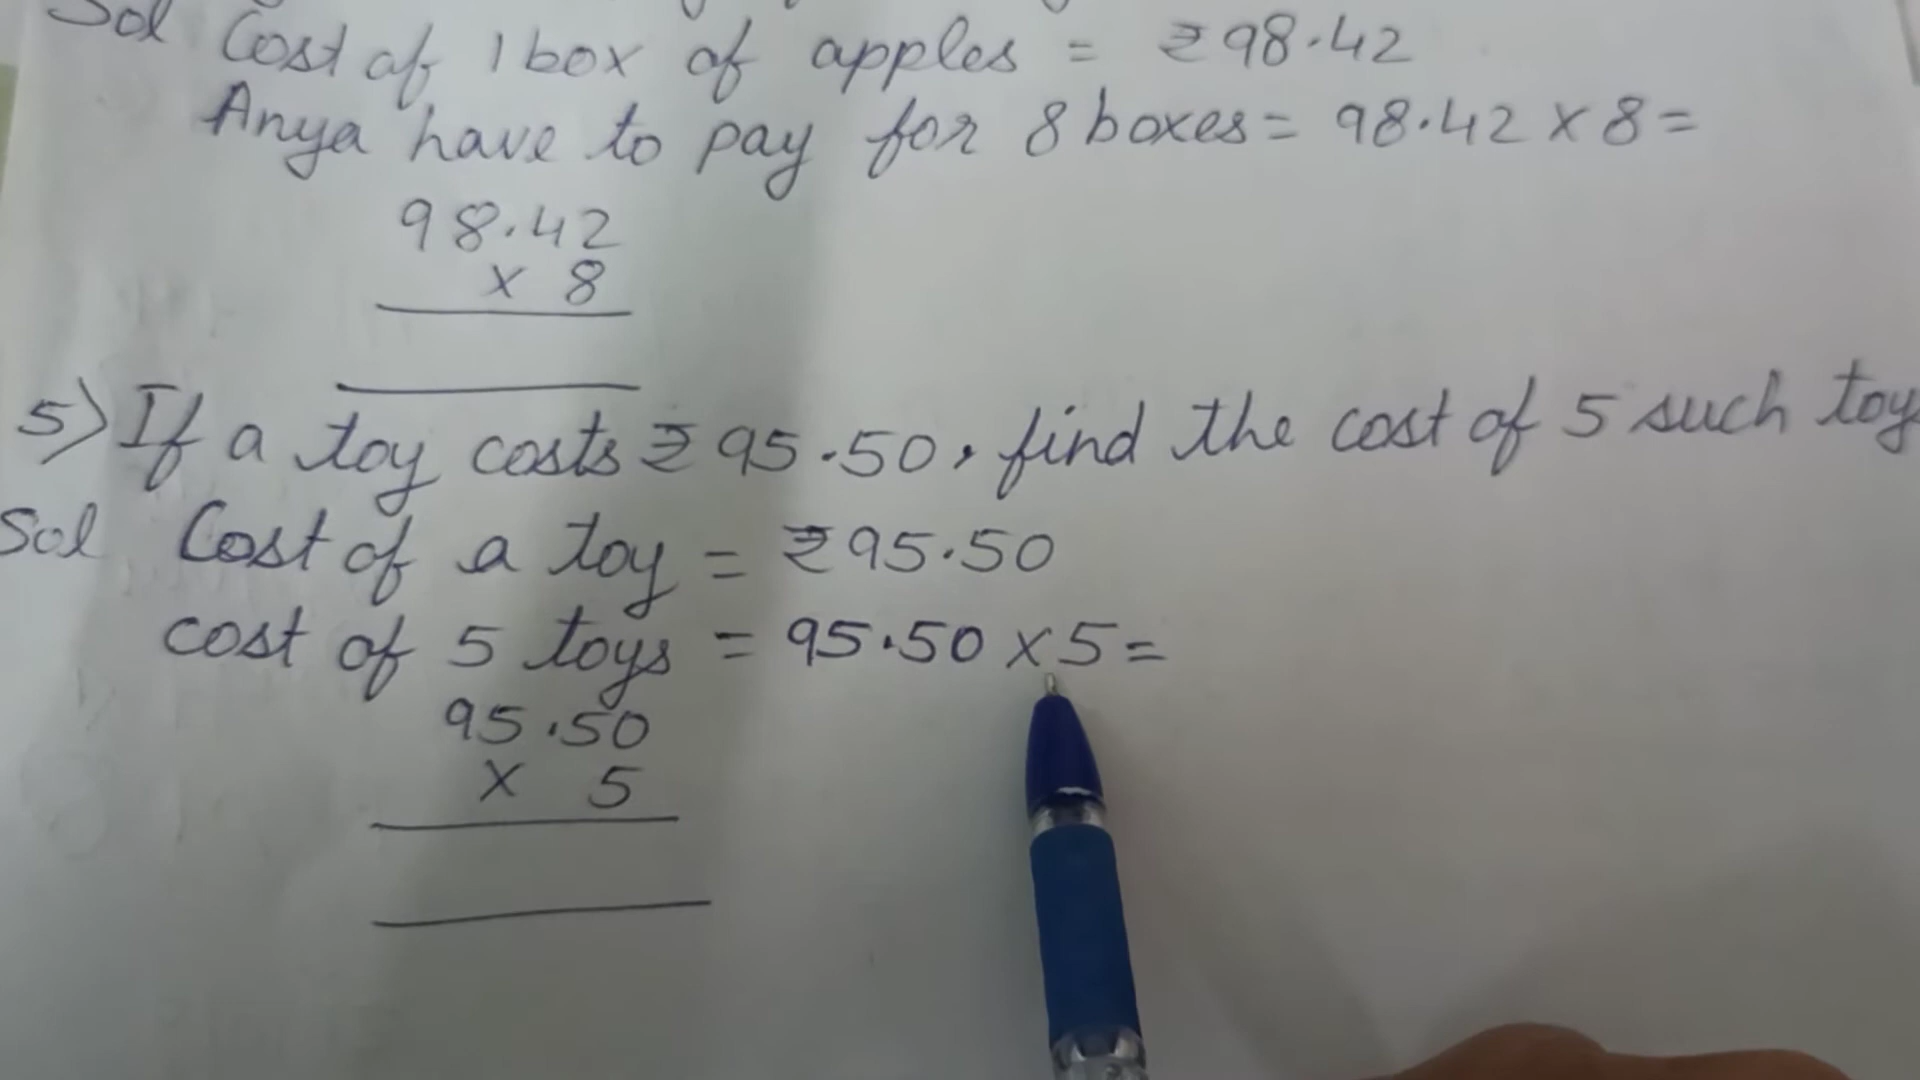 Sol Cost of 1 box of apples = ₹98.42
Anya have to pay for 8 boxes = 98.42 x 8 =
98.42
x 8
5) If a toy costs ₹95.50, find the cost of 5 such toy
Sol Cost of a toy = ₹95.50
cost of 5 toys = 95.50 x 5 =
95.50
x 5